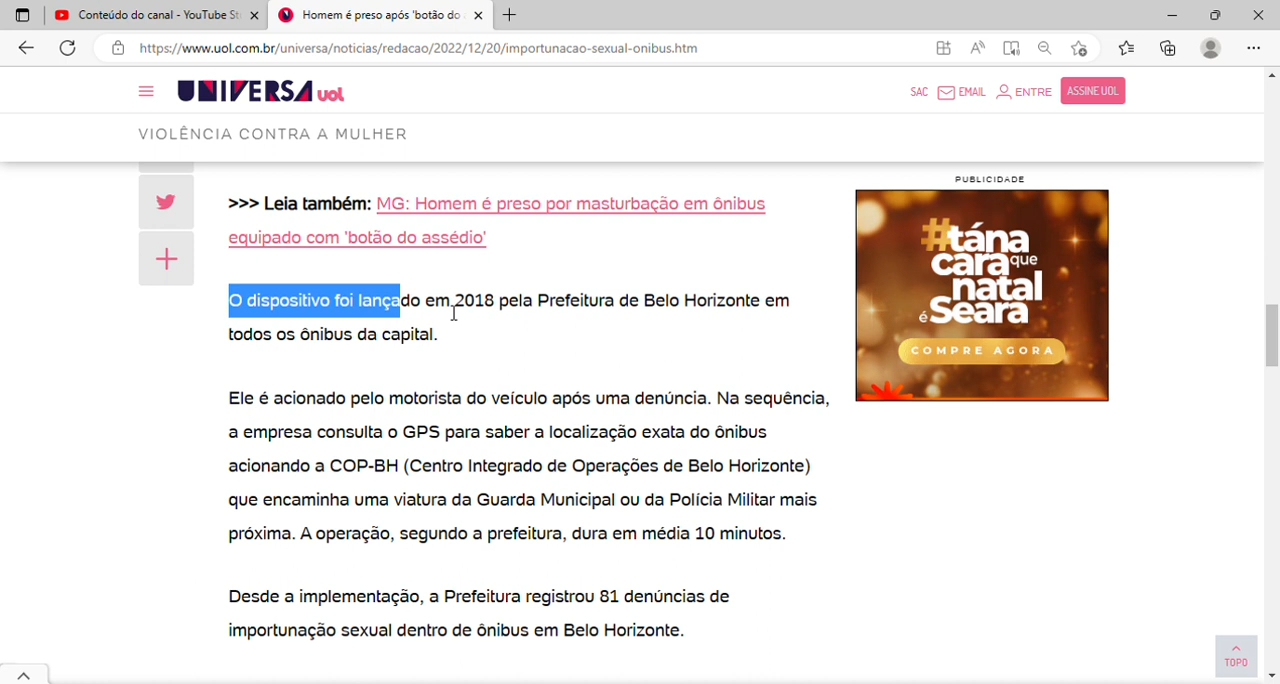 Conteúdo do canal - YouTube St
Homem é preso após 'botão do
https://www.uol.com.br/universa/noticias/redacao/2022/12/20/importunacao-sexual-onibus.htm
UNIVERSA uol
SAC
EMAIL
ENTRE
ASSINE UOL
VIOLÊNCIA CONTRA A MULHER
>>> Leia também: MG: Homem é preso por masturbação em ônibus
equipado com 'botão do assédio'
O dispositivo foi lançado em 2018 pela Prefeitura de Belo Horizonte em
todos os ônibus da capital.
Ele é acionado pelo motorista do veículo após uma denúncia. Na sequência,
a empresa consulta o GPS para saber a localização exata do ônibus
acionando a COP-BH (Centro Integrado de Operações de Belo Horizonte)
que encaminha uma viatura da Guarda Municipal ou da Polícia Militar mais
próxima. A operação, segundo a prefeitura, dura em média 10 minutos.
Desde a implementação, a Prefeitura registrou 81 denúncias de
importunação sexual dentro de ônibus em Belo Horizonte.
PUBLICIDADE
#tána
cara que
natal
é Seara
COMPRE AGORA
TOPO